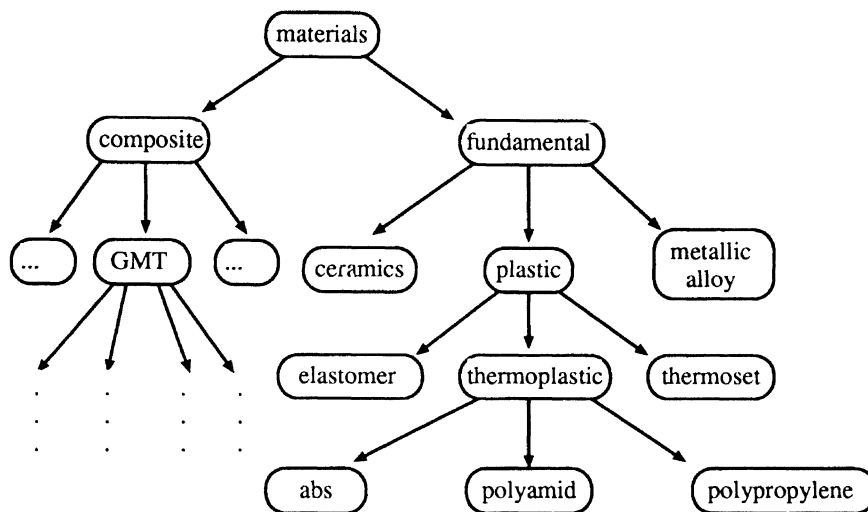 materials
composite
fundamental
...
GMT
...
ceramics
plastic
metallic
alloy
elastomer
thermoplastic
thermoset
abs
polyamid
polypropylene